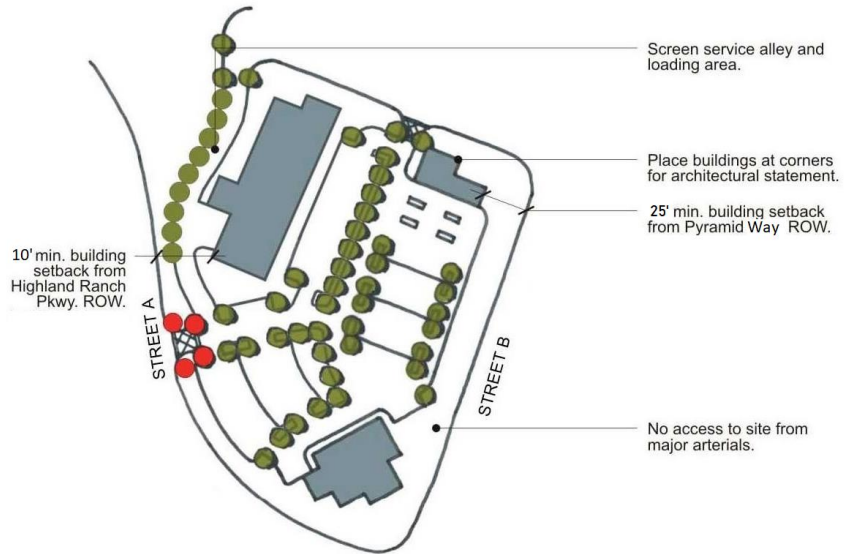 Screen service alley and
loading area.
Place buildings at corners
for architectural statement.
25' min. building setback
from Pyramid Way ROW.
10' min. building
setback from
Highland Ranch
Pkwy. ROW.
STREET A
STREET B
No access to site from
major arterials.